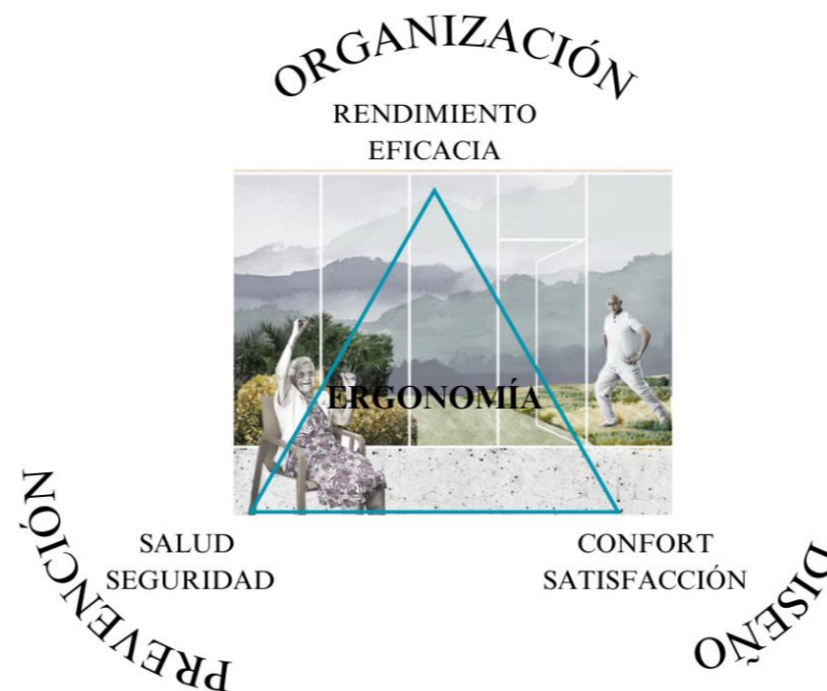 ORGANIZACIÓN
RENDIMIENTO
EFICACIA
ERGONOMÍA
PREVENCIÓN
SALUD
SEGURIDAD
CONFORT
SATISFACCIÓN
DISEÑO